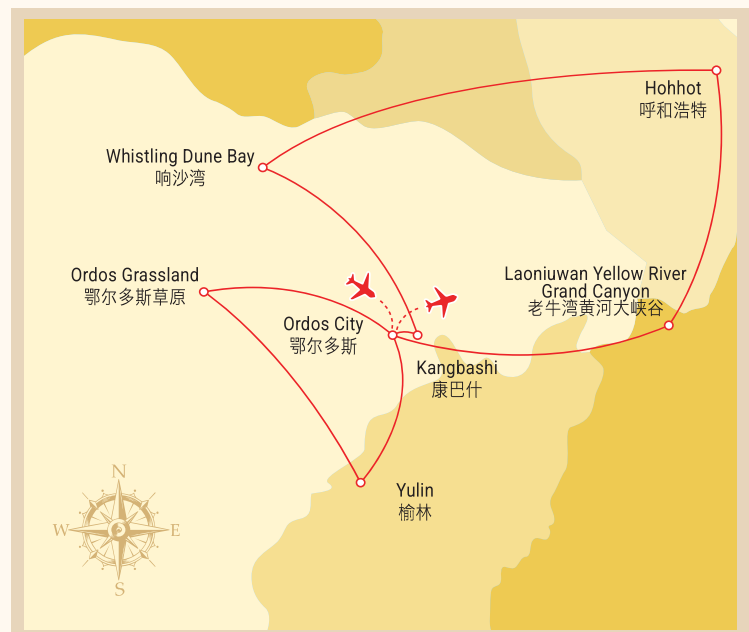 Hohhot
呼和浩特
Whistling Dune Bay
响沙湾
Ordos Grassland
鄂尔多斯草原
Laoniuwan Yellow River
Grand Canyon
老牛湾黄河大峡谷
Ordos City
鄂尔多斯
Kangbashi
康巴什
Yulin
榆林
N
W
E
S